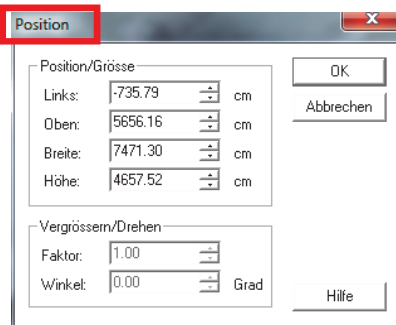 Position
Position/Grösse
Links: -735.79 cm
Oben: 5656.16 cm
Breite: 7471.30 cm
Höhe: 4657.52 cm
Vergrössern/Drehen
Faktor: 1.00
Winkel: 0.00 Grad
OK
Abbrechen
Hilfe